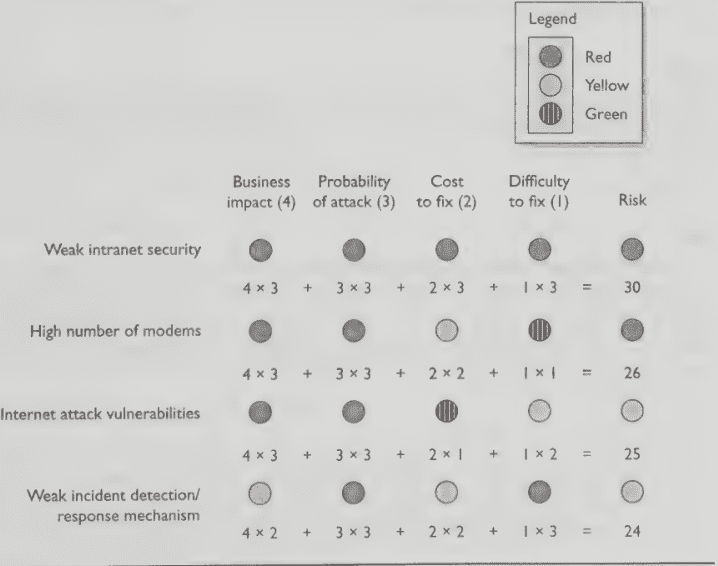 Legend
Red
Yellow
Green
Business Probability Cost Difficulty
impact (4) of attack (3) to fix (2) to fix (1) Risk
Weak intranet security
4 × 3 + 3 × 3 + 2 × 3 + 1 × 3 = 30
High number of modems
4 × 3 + 3 × 3 + 2 × 2 + 1 × 1 = 26
Internet attack vulnerabilities
4 × 3 + 3 × 3 + 2 × 1 + 1 × 2 = 25
Weak incident detection/
response mechanism
4 × 2 + 3 × 3 + 2 × 2 + 1 × 3 = 24